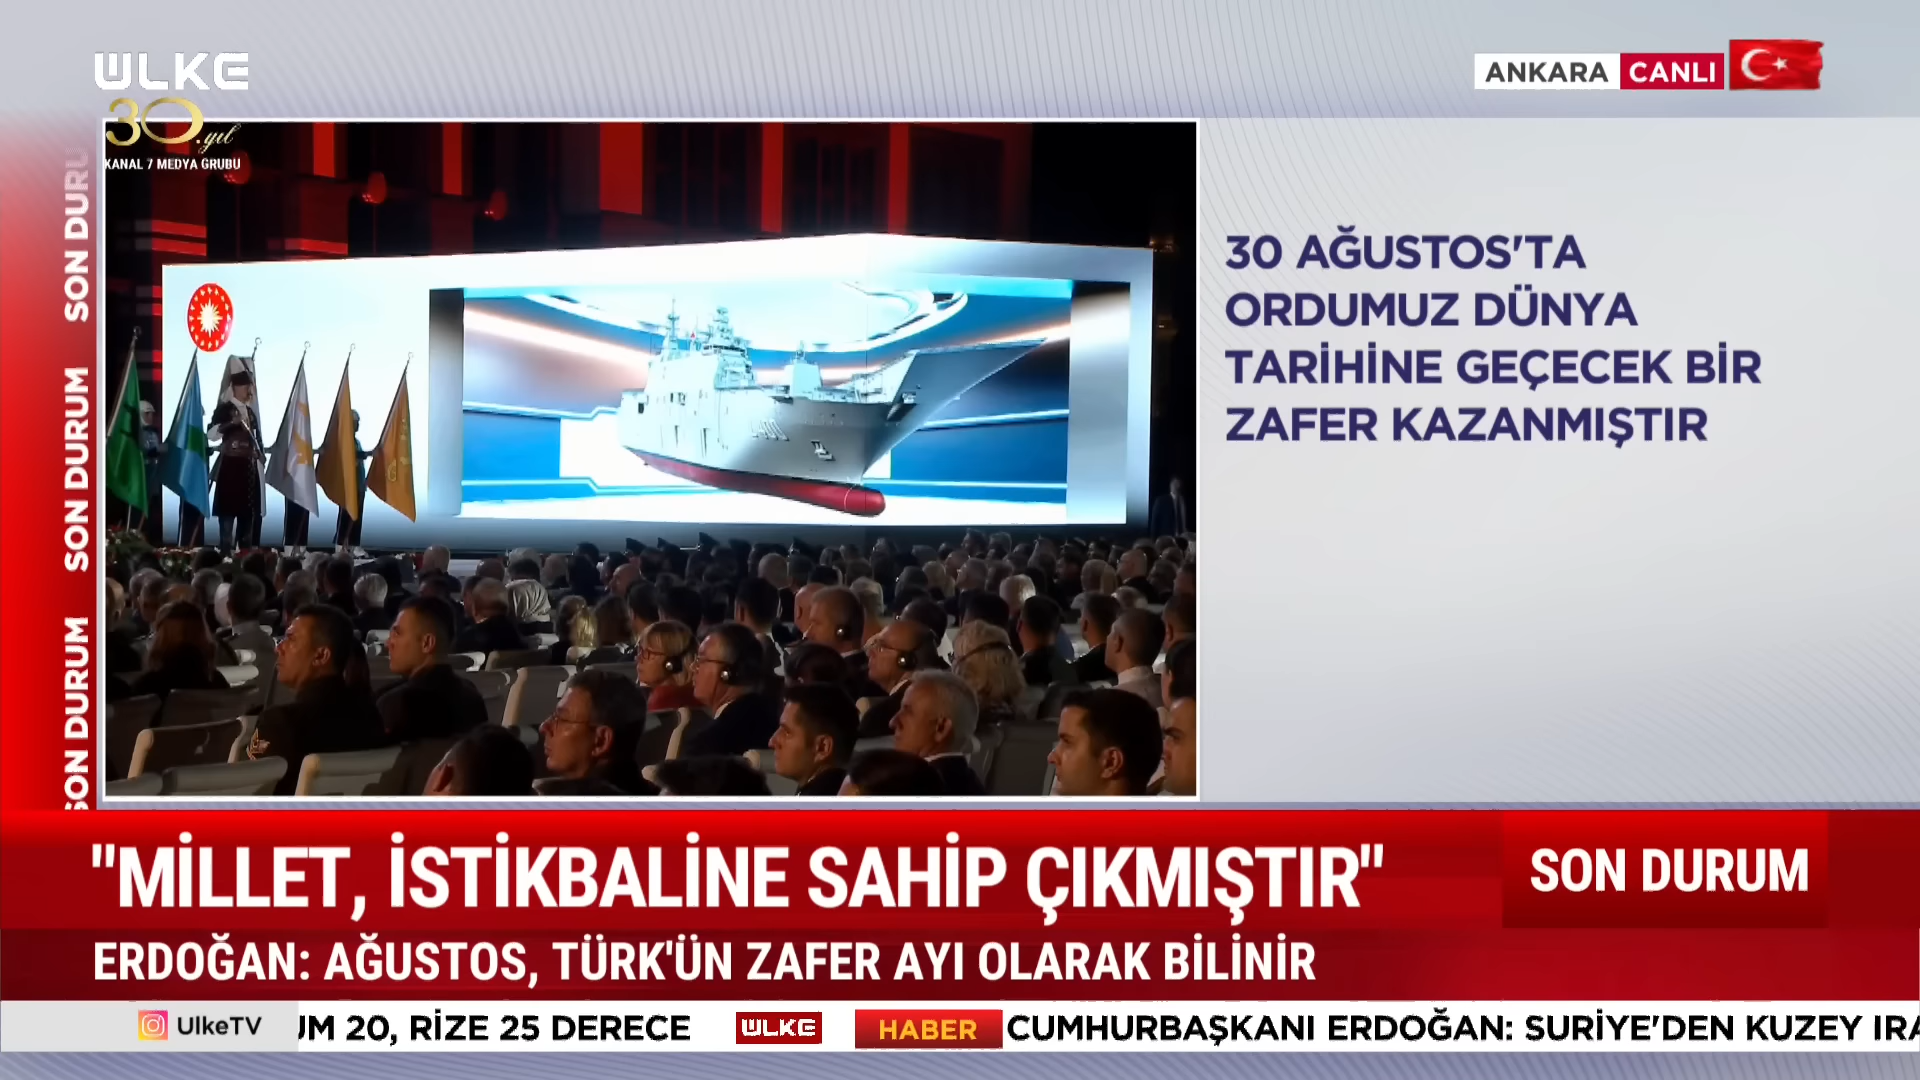 ÜLKE
30.yıl
KANAL 7 MEDYA GRUBU
ANKARA CANLI
SON DURUM
SON DURUM
SON DURU
30 AĞUSTOS'TA
ORDUMUZ DÜNYA
TARİHİNE GEÇECEK BİR
ZAFER KAZANMIŞTIR
"MİLLET, İSTİKBALİNE SAHİP ÇIKMIŞTIR"
SON DURUM
ERDOĞAN: AĞUSTOS, TÜRK'ÜN ZAFER AYI OLARAK BİLİNİR
UlkeTV
UM 20, RİZE 25 DERECE ÜLKE HABER CUMHURBAŞKANI ERDOĞAN: SURİYE'DEN KUZEY IRA